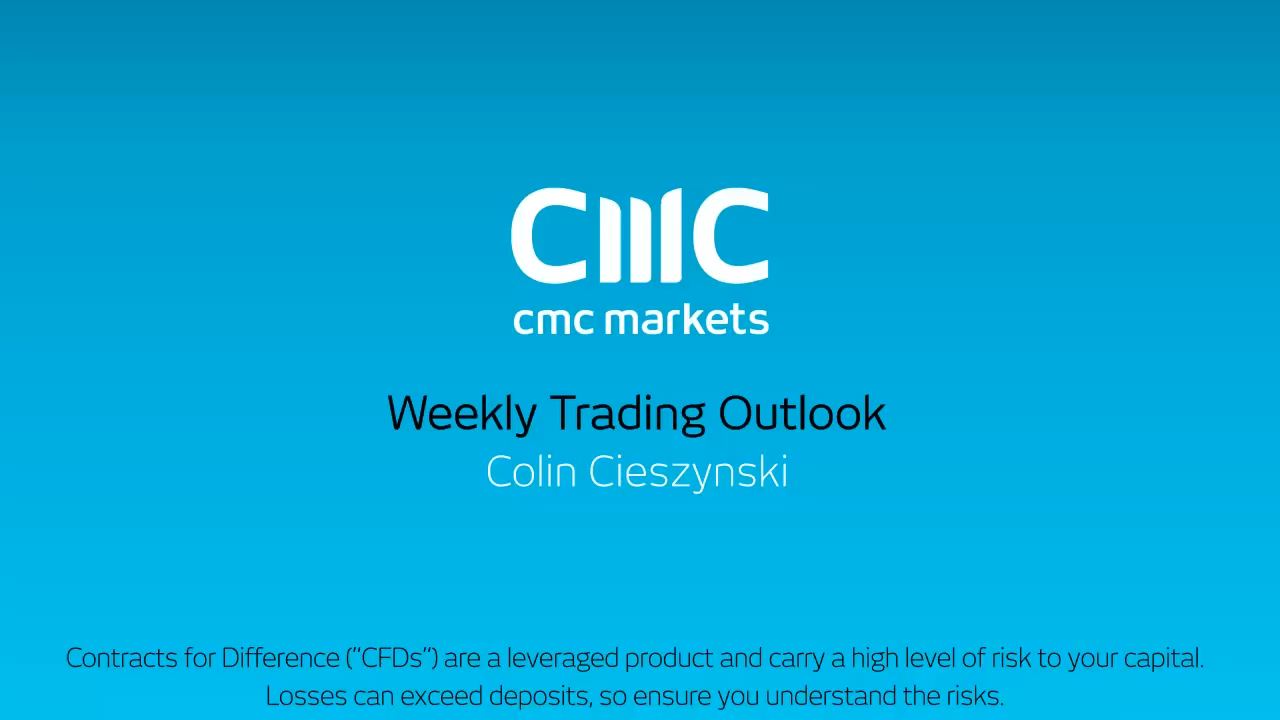 CMC
cmc markets
Weekly Trading Outlook
Colin Cieszynski
Contracts for Difference (“CFDs”) are a leveraged product and carry a high level of risk to your capital.
Losses can exceed deposits, so ensure you understand the risks.